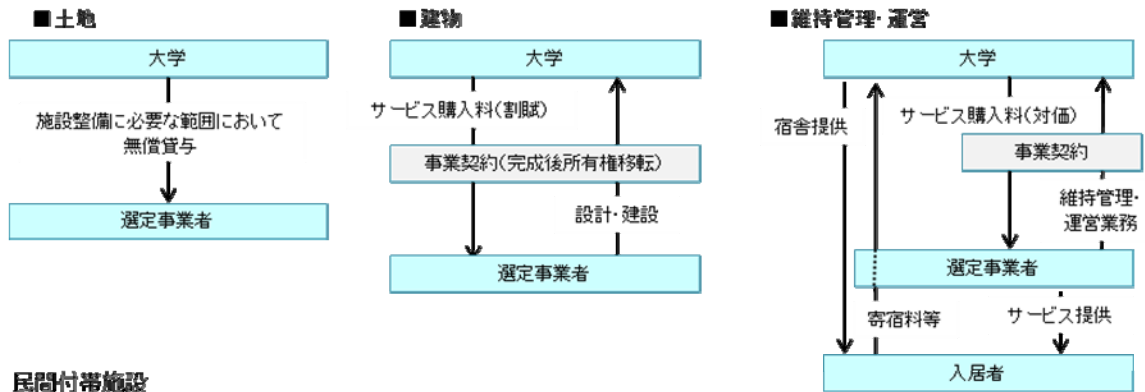 ■土地
大学
施設整備に必要な範囲において
無償貸与
選定事業者
■建物
大学
サービス購入料(割賦)
事業契約(完成後所有権移転)
設計・建設
選定事業者
■維持管理・運営
大学
宿舎提供
サービス購入料(対価)
事業契約
維持管理・
運営業務
選定事業者
寄宿料等
サービス提供
入居者
民間付帯施設